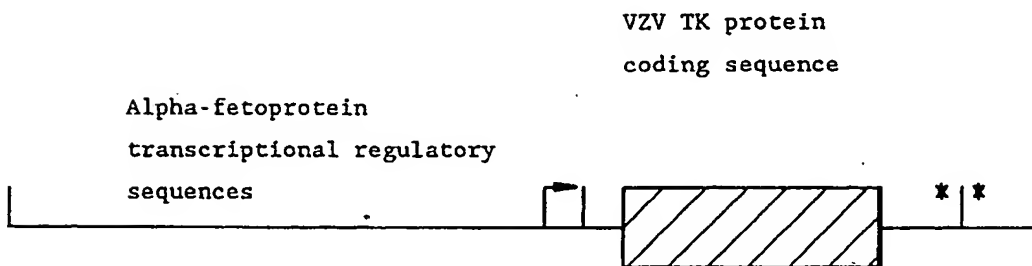 VZV TK protein
coding sequence
Alpha-fetoprotein
transcriptional regulatory
sequences
* *